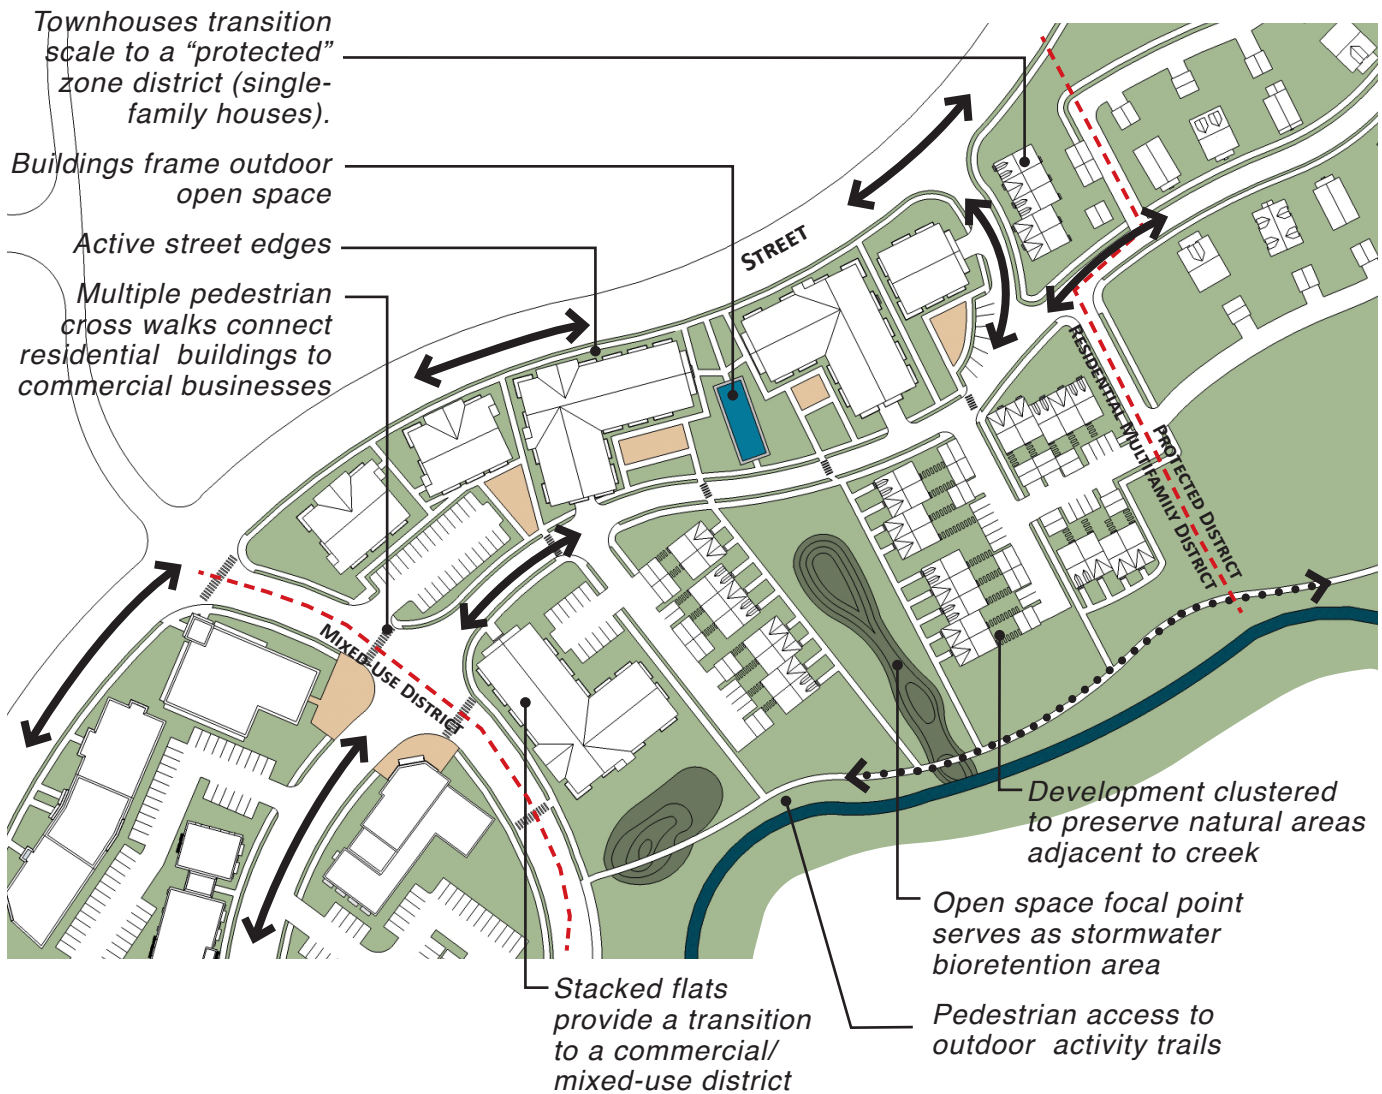 Townhouses transition
scale to a “protected”
zone district (single-
family houses).
Buildings frame outdoor
open space
Active street edges
Multiple pedestrian
cross walks connect
residential buildings to
commercial businesses
STREET
RESIDENTIAL MULTIFAMILY DISTRICT
PROTECTED DISTRICT
MIXED-USE DISTRICT
Development clustered
to preserve natural areas
adjacent to creek
Open space focal point
serves as stormwater
bioretention area
Pedestrian access to
outdoor activity trails
Stacked flats
provide a transition
to a commercial/
mixed-use district